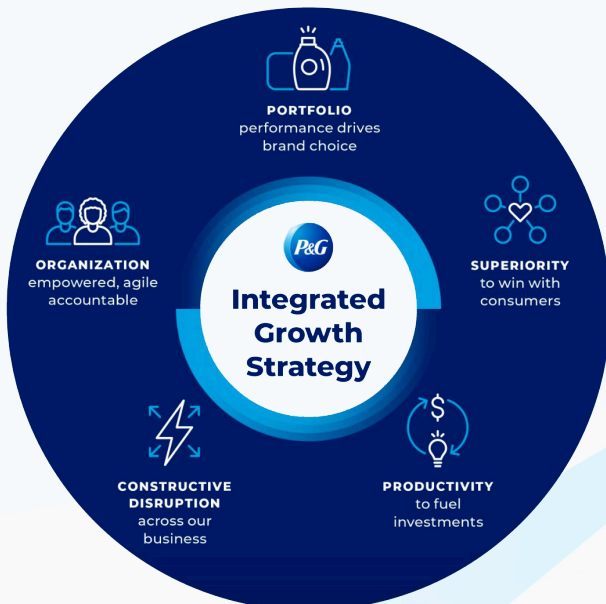 PORTFOLIO
performance drives
brand choice
SUPERIORITY
to win with
consumers
$
PRODUCTIVITY
to fuel
investments
CONSTRUCTIVE
DISRUPTION
across our
business
ORGANIZATION
empowered, agile
accountable
P&G
Integrated
Growth
Strategy